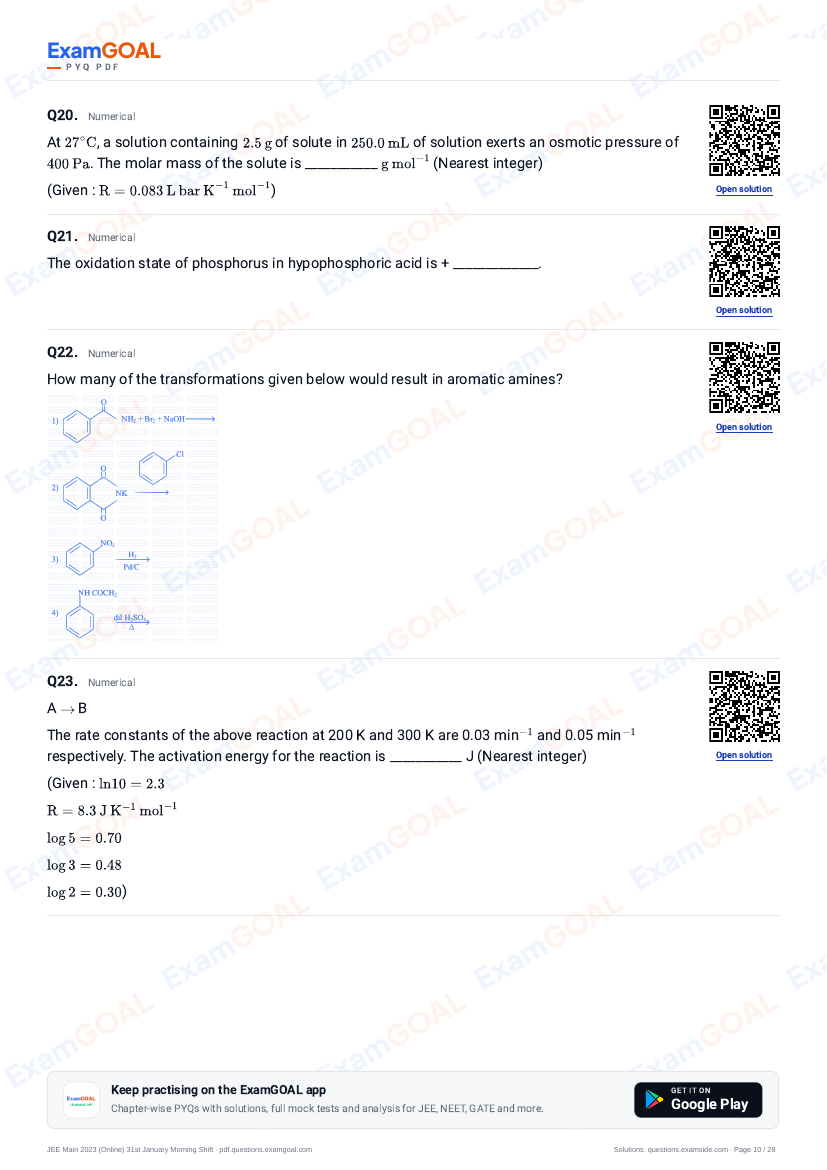 ExamGOAL
PYQ PDF
Q20. Numerical
At 27°C, a solution containing 2.5 g of solute in 250.0 mL of solution exerts an osmotic pressure of
400 Pa. The molar mass of the solute is __________ g mol⁻¹ (Nearest integer)
(Given : R = 0.083 L bar K⁻¹ mol⁻¹)
Open solution
Q21. Numerical
The oxidation state of phosphorus in hypophosphoric acid is + ____________.
Open solution
Q22. Numerical
How many of the transformations given below would result in aromatic amines?
Open solution
1) O NH₂ + Br₂ + NaOH
2) O NK O Cl
3) NO₂ H₂ Pd/C
4) NH COCH₃ dil H₂SO₄ Δ
Q23. Numerical
A → B
The rate constants of the above reaction at 200 K and 300 K are 0.03 min⁻¹ and 0.05 min⁻¹
respectively. The activation energy for the reaction is __________ J (Nearest integer)
(Given : ln10 = 2.3
R = 8.3 J K⁻¹ mol⁻¹
log 5 = 0.70
log 3 = 0.48
log 2 = 0.30)
Open solution
ExamGOAL
Keep practising on the ExamGOAL app
Chapter-wise PYQs with solutions, full mock tests and analysis for JEE, NEET, GATE and more.
GET IT ON
Google Play
JEE Main 2023 (Online) 31st January Morning Shift · pdf.questions.examgoal.com
Solutions: questions.examside.com · Page 10 / 28